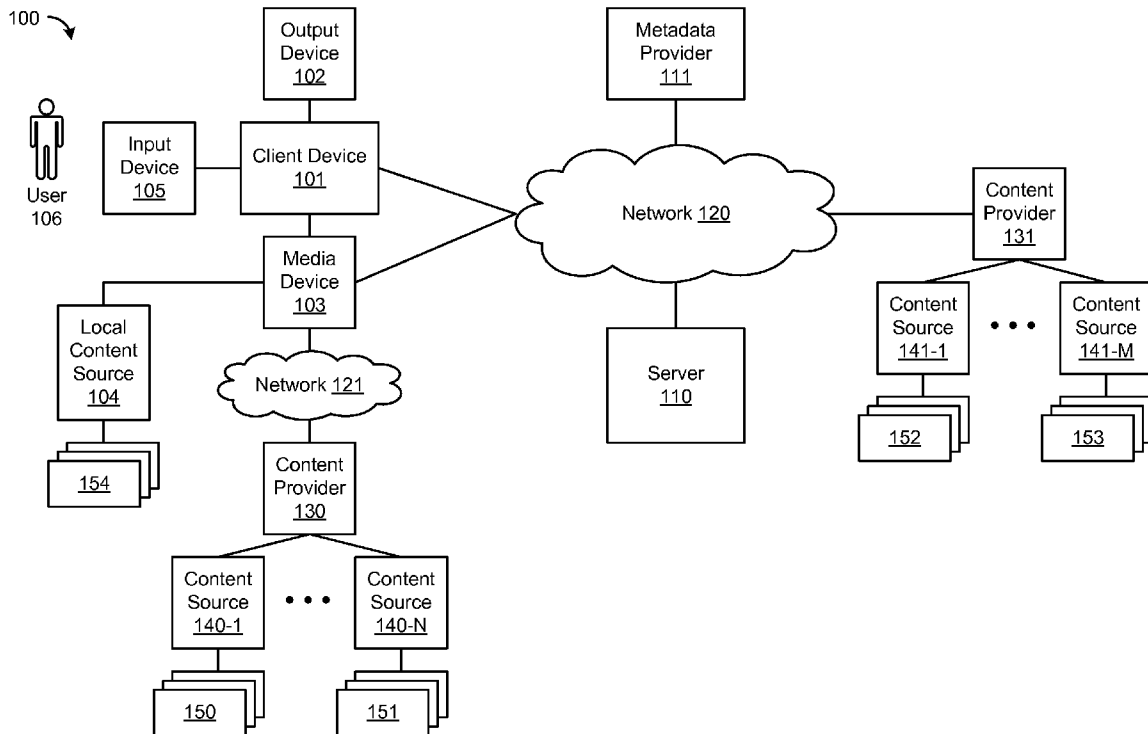 100
Output
Device
102
Metadata
Provider
111
User
106
Input
Device
105
Client Device
101
Network 120
Content
Provider
131
Media
Device
103
Local
Content
Source
104
Network 121
Server
110
Content
Source
141-1
Content
Source
141-M
152
153
154
Content
Provider
130
Content
Source
140-1
Content
Source
140-N
150
151